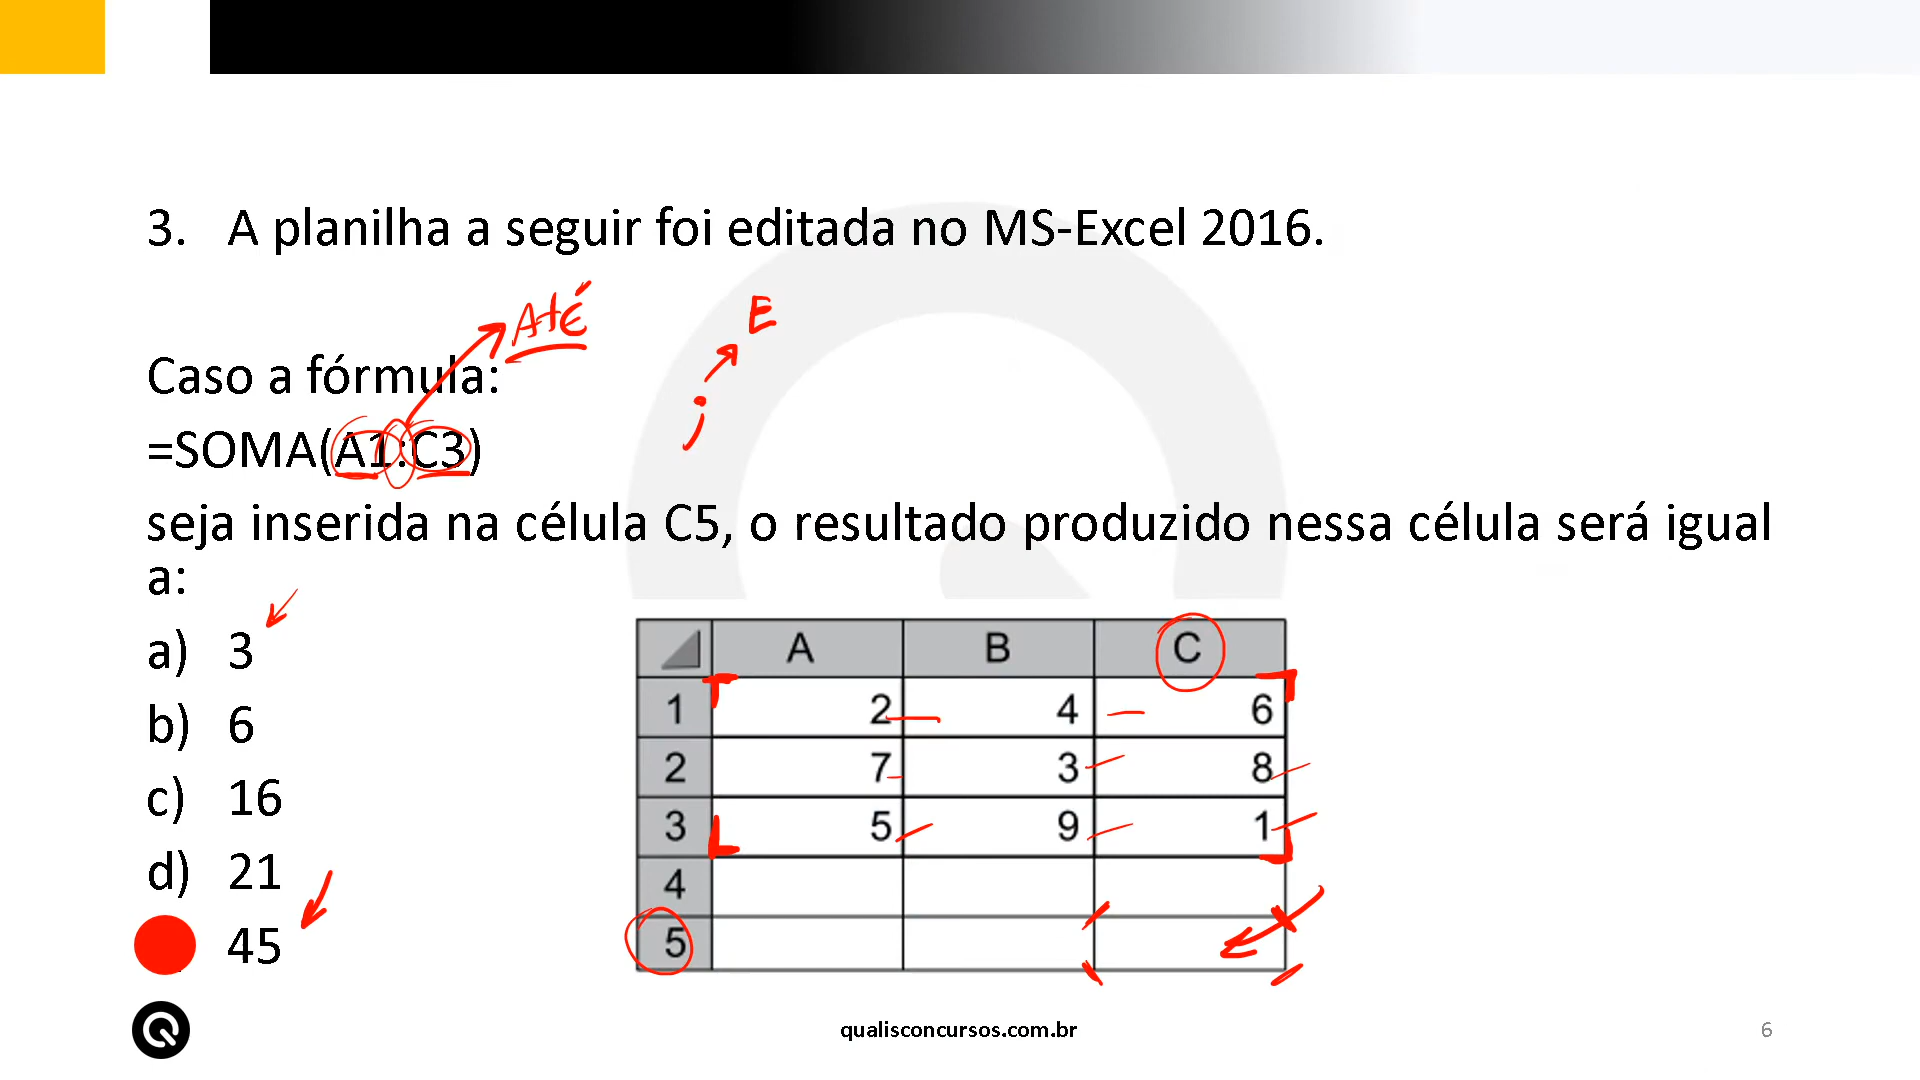 3. A planilha a seguir foi editada no MS-Excel 2016.
Até
E
;
Caso a fórmula:
=SOMA(A1:C3)
seja inserida na célula C5, o resultado produzido nessa célula será igual
a:
a) 3
b) 6
c) 16
d) 21
45
A B C
1 2 4 6
2 7 3 8
3 5 9 1
4
5
qualisconcursos.com.br
6